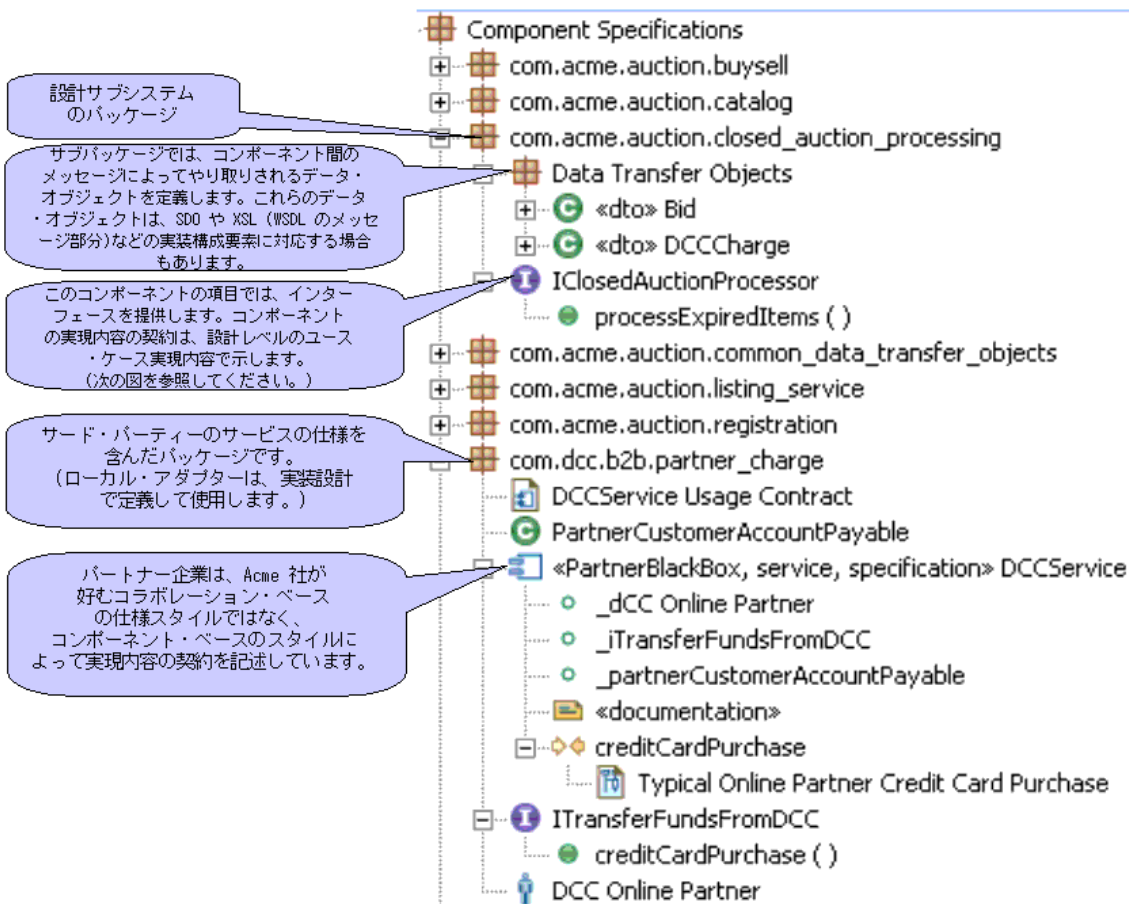 設計サブシステム
のパッケージ
サブパッケージでは、コンポーネント間の
メッセージによってやり取りされるデータ・
オブジェクトを定義します。これらのデータ
・オブジェクトは、SDO や XSL (WSDL のメッセ
ージ部分)などの実装構成要素に対応する場合
もあります。
このコンポーネントの項目では、インター
フェースを提供します。コンポーネント
の実現内容の契約は、設計レベルのユース
・ケース実現内容で示します。
(次の図を参照してください。)
サード・パーティーのサービスの仕様を
含んだパッケージです。
(ローカル・アダプターは、実装設計
で定義して使用します。)
パートナー企業は、Acme 社が
好むコラボレーション・ベース
の仕様スタイルではなく、
コンポーネント・ベースのスタイルに
よって実現内容の契約を記述しています。
Component Specifications
com.acme.auction.buysell
com.acme.auction.catalog
com.acme.auction.closed_auction_processing
Data Transfer Objects
«dto» Bid
«dto» DCCCharge
IClosedAuctionProcessor
processExpiredItems ( )
com.acme.auction.common_data_transfer_objects
com.acme.auction.listing_service
com.acme.auction.registration
com.dcc.b2b.partner_charge
DCCService Usage Contract
PartnerCustomerAccountPayable
«PartnerBlackBox, service, specification» DCCService
_dCC Online Partner
_iTransferFundsFromDCC
_partnerCustomerAccountPayable
«documentation»
creditCardPurchase
Typical Online Partner Credit Card Purchase
ITransferFundsFromDCC
creditCardPurchase ( )
DCC Online Partner